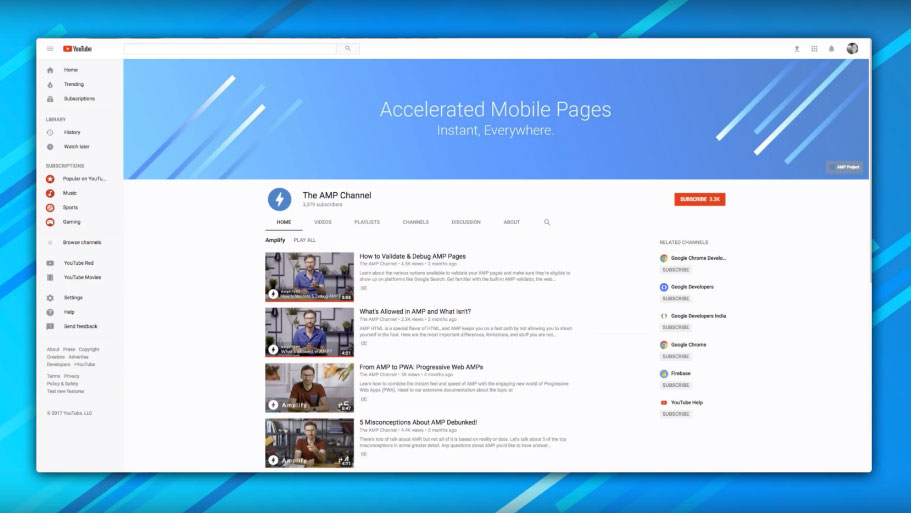 YouTube
Home
Trending
Subscriptions
LIBRARY
History
Watch later
SUBSCRIPTIONS
Popular on YouTu...
Music
Sports
Gaming
Browse channels
YouTube Red
YouTube Movies
Settings
Help
Send feedback
About Press Copyright
Creators Advertise
Developers +YouTube
Terms Privacy
Policy & Safety
Test new features
© 2017 YouTube, LLC
Accelerated Mobile Pages
Instant, Everywhere.
AMP Project
The AMP Channel
3,379 subscribers
SUBSCRIBE 3.3K
HOME VIDEOS PLAYLISTS CHANNELS DISCUSSION ABOUT
Amplify PLAY ALL
How to Validate & Debug AMP Pages
The AMP Channel • 4.5K views • 3 months ago
Learn about the various options available to validate your AMP pages and make sure they're eligible to
show up on platforms like Google Search. Get familiar with the built in AMP validator, the web...
CC
What's Allowed in AMP and What Isn't?
The AMP Channel • 2.2K views • 2 months ago
AMP HTML is a special flavor of HTML, and AMP keeps you on a fast path by not allowing you to shoot
yourself in the foot. Here are the most important differences, limitations, and stuff you are not...
CC
4:21
From AMP to PWA: Progressive Web AMPs
The AMP Channel • 5K views • 4 months ago
Learn how to combine the instant feel and speed of AMP with the engaging new world of Progressive
Web Apps (PWA). Head to our extensive documentation about the topic at
CC
Amplify
5 Misconceptions About AMP Debunked!
The AMP Channel • 4.4K views • 3 months ago
There's lots of talk about AMP, but not all of it is based on reality or data. Let's talk about 5 of the top
misconceptions in some greater detail. Any questions about AMP you'd like to have answer...
CC
Amplify
RELATED CHANNELS
Google Chrome Develo...
SUBSCRIBE
Google Developers
SUBSCRIBE
Google Developers India
SUBSCRIBE
Google Chrome
SUBSCRIBE
Firebase
SUBSCRIBE
YouTube Help
SUBSCRIBE